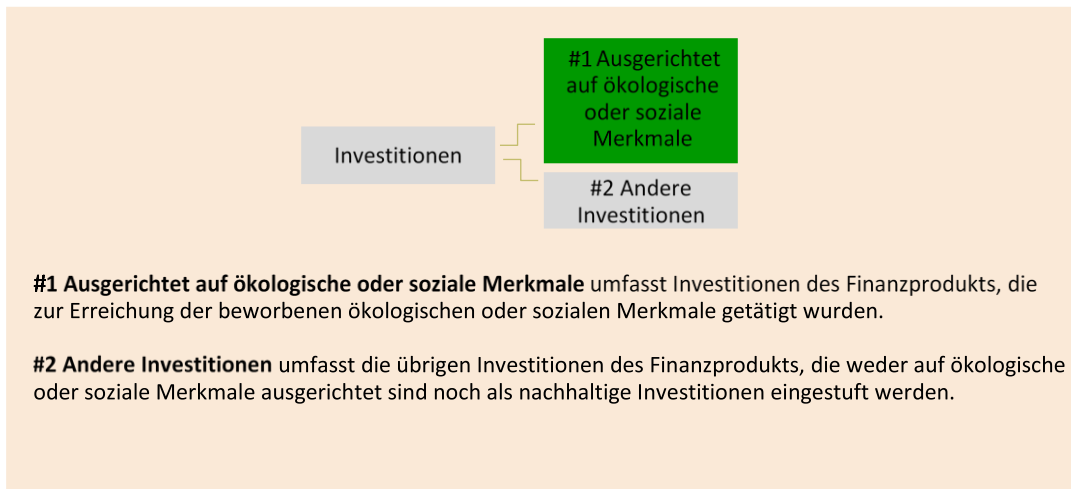 #1 Ausgerichtet
auf ökologische
oder soziale
Merkmale
Investitionen
#2 Andere
Investitionen
#1 Ausgerichtet auf ökologische oder soziale Merkmale umfasst Investitionen des Finanzprodukts, die
zur Erreichung der beworbenen ökologischen oder sozialen Merkmale getätigt wurden.
#2 Andere Investitionen umfasst die übrigen Investitionen des Finanzprodukts, die weder auf ökologische
oder soziale Merkmale ausgerichtet sind noch als nachhaltige Investitionen eingestuft werden.